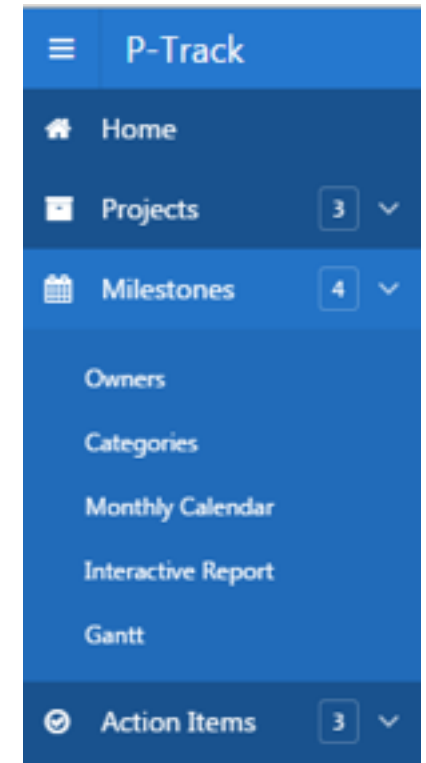 P-Track
Home
Projects 3
Milestones 4
Owners
Categories
Monthly Calendar
Interactive Report
Gantt
Action Items 3